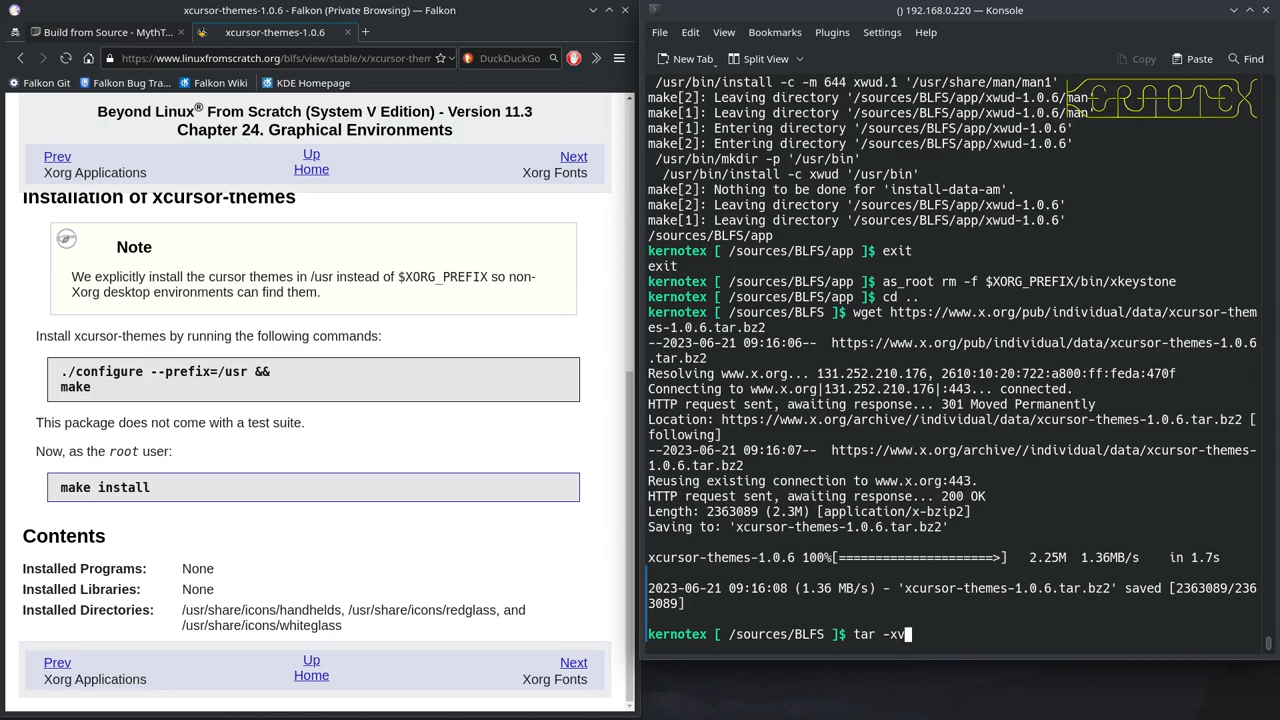 xcursor-themes-1.0.6 - Falkon (Private Browsing) — Falkon
Build from Source - MythT...
xcursor-themes-1.0.6
https://www.linuxfromscratch.org/blfs/view/stable/x/xcursor-them
DuckDuckGo
Falkon Git
Falkon Bug Tra...
Falkon Wiki
KDE Homepage
Beyond Linux® From Scratch (System V Edition) - Version 11.3
Chapter 24. Graphical Environments
Prev
Up
Next
Xorg Applications
Home
Xorg Fonts
Installation of xcursor-themes
Note
We explicitly install the cursor themes in /usr instead of $XORG_PREFIX so non-
Xorg desktop environments can find them.
Install xcursor-themes by running the following commands:
./configure --prefix=/usr &&
make
This package does not come with a test suite.
Now, as the root user:
make install
Contents
Installed Programs: None
Installed Libraries: None
Installed Directories: /usr/share/icons/handhelds, /usr/share/icons/redglass, and
/usr/share/icons/whiteglass
Prev
Up
Next
Xorg Applications
Home
Xorg Fonts
() 192.168.0.220 — Konsole
File Edit View Bookmarks Plugins Settings Help
New Tab Split View Copy Paste Find
KERNOTEX
/usr/bin/install -c -m 644 xwud.1 '/usr/share/man/man1'
make[2]: Leaving directory '/sources/BLFS/app/xwud-1.0.6/man
make[1]: Leaving directory '/sources/BLFS/app/xwud-1.0.6/man
make[1]: Entering directory '/sources/BLFS/app/xwud-1.0.6'
make[2]: Entering directory '/sources/BLFS/app/xwud-1.0.6'
/usr/bin/mkdir -p '/usr/bin'
/usr/bin/install -c xwud '/usr/bin'
make[2]: Nothing to be done for 'install-data-am'.
make[2]: Leaving directory '/sources/BLFS/app/xwud-1.0.6'
make[1]: Leaving directory '/sources/BLFS/app/xwud-1.0.6'
/sources/BLFS/app
kernotex [ /sources/BLFS/app ]$ exit
exit
kernotex [ /sources/BLFS/app ]$ as_root rm -f $XORG_PREFIX/bin/xkeystone
kernotex [ /sources/BLFS/app ]$ cd ..
kernotex [ /sources/BLFS ]$ wget https://www.x.org/pub/individual/data/xcursor-them
es-1.0.6.tar.bz2
--2023-06-21 09:16:06-- https://www.x.org/pub/individual/data/xcursor-themes-1.0.6
.tar.bz2
Resolving www.x.org... 131.252.210.176, 2610:10:20:722:a800:ff:feda:470f
Connecting to www.x.org|131.252.210.176|:443... connected.
HTTP request sent, awaiting response... 301 Moved Permanently
Location: https://www.x.org/archive//individual/data/xcursor-themes-1.0.6.tar.bz2 [
following]
--2023-06-21 09:16:07-- https://www.x.org/archive//individual/data/xcursor-themes-
1.0.6.tar.bz2
Reusing existing connection to www.x.org:443.
HTTP request sent, awaiting response... 200 OK
Length: 2363089 (2.3M) [application/x-bzip2]
Saving to: 'xcursor-themes-1.0.6.tar.bz2'
xcursor-themes-1.0.6 100%[=====================>] 2.25M 1.36MB/s in 1.7s
2023-06-21 09:16:08 (1.36 MB/s) - 'xcursor-themes-1.0.6.tar.bz2' saved [2363089/236
3089]
kernotex [ /sources/BLFS ]$ tar -xv